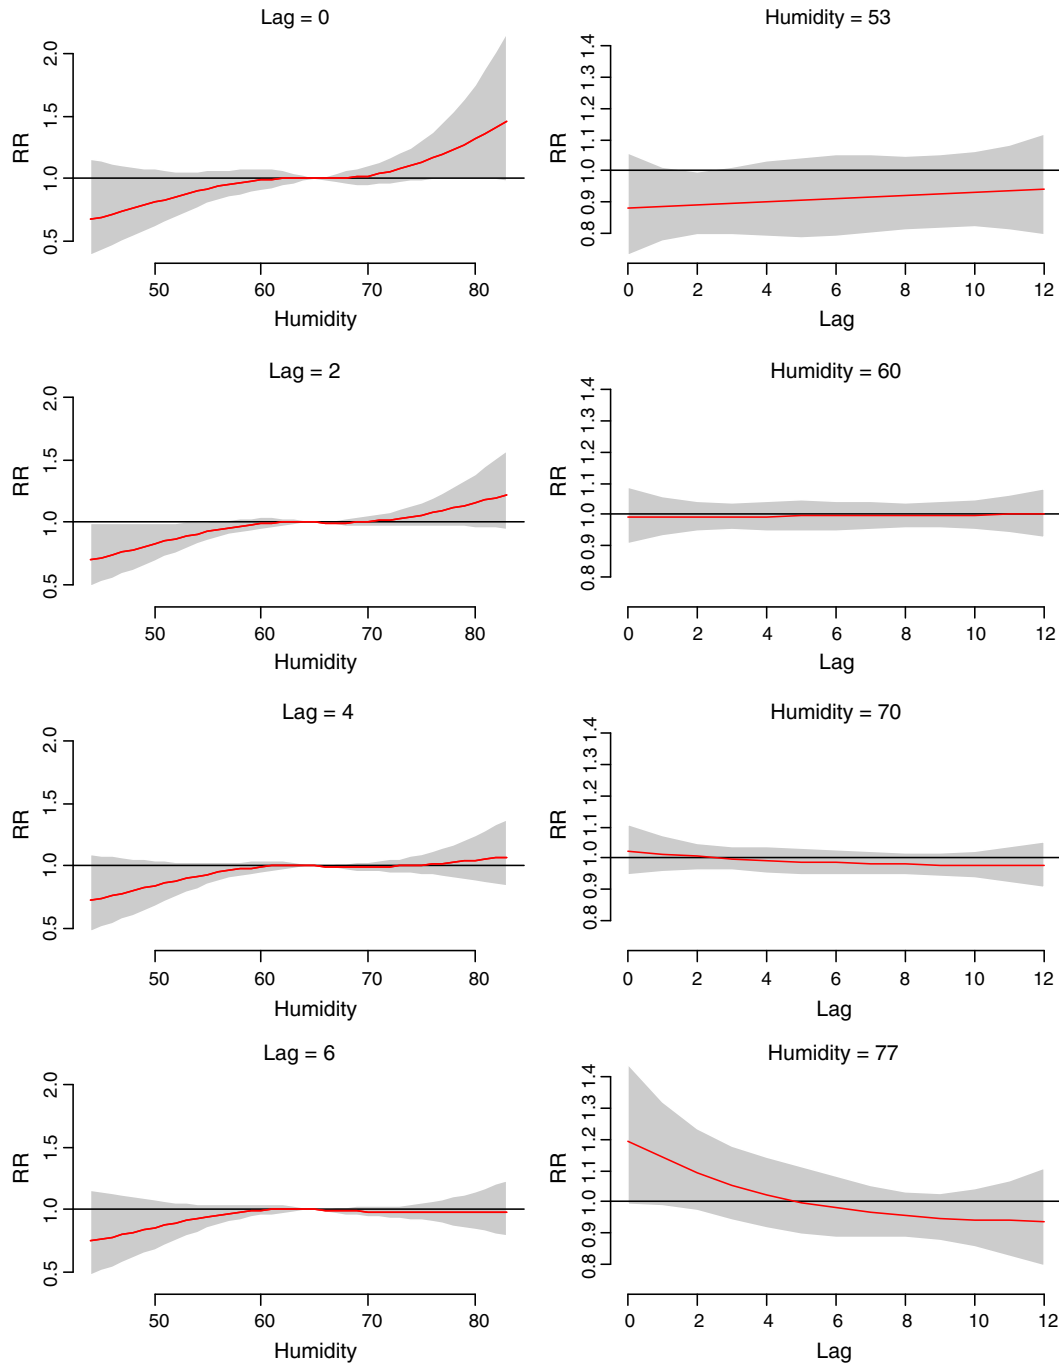 Lag = 0
RR
0.5 1.0 1.5 2.0
50 60 70 80
Humidity
Humidity = 53
RR
0.8 0.9 1.0 1.1 1.2 1.3 1.4
0 2 4 6 8 10 12
Lag
Lag = 2
RR
0.5 1.0 1.5 2.0
50 60 70 80
Humidity
Humidity = 60
RR
0.8 0.9 1.0 1.1 1.2 1.3 1.4
0 2 4 6 8 10 12
Lag
Lag = 4
RR
0.5 1.0 1.5 2.0
50 60 70 80
Humidity
Humidity = 70
RR
0.8 0.9 1.0 1.1 1.2 1.3 1.4
0 2 4 6 8 10 12
Lag
Lag = 6
RR
0.5 1.0 1.5 2.0
50 60 70 80
Humidity
Humidity = 77
RR
0.8 0.9 1.0 1.1 1.2 1.3 1.4
0 2 4 6 8 10 12
Lag